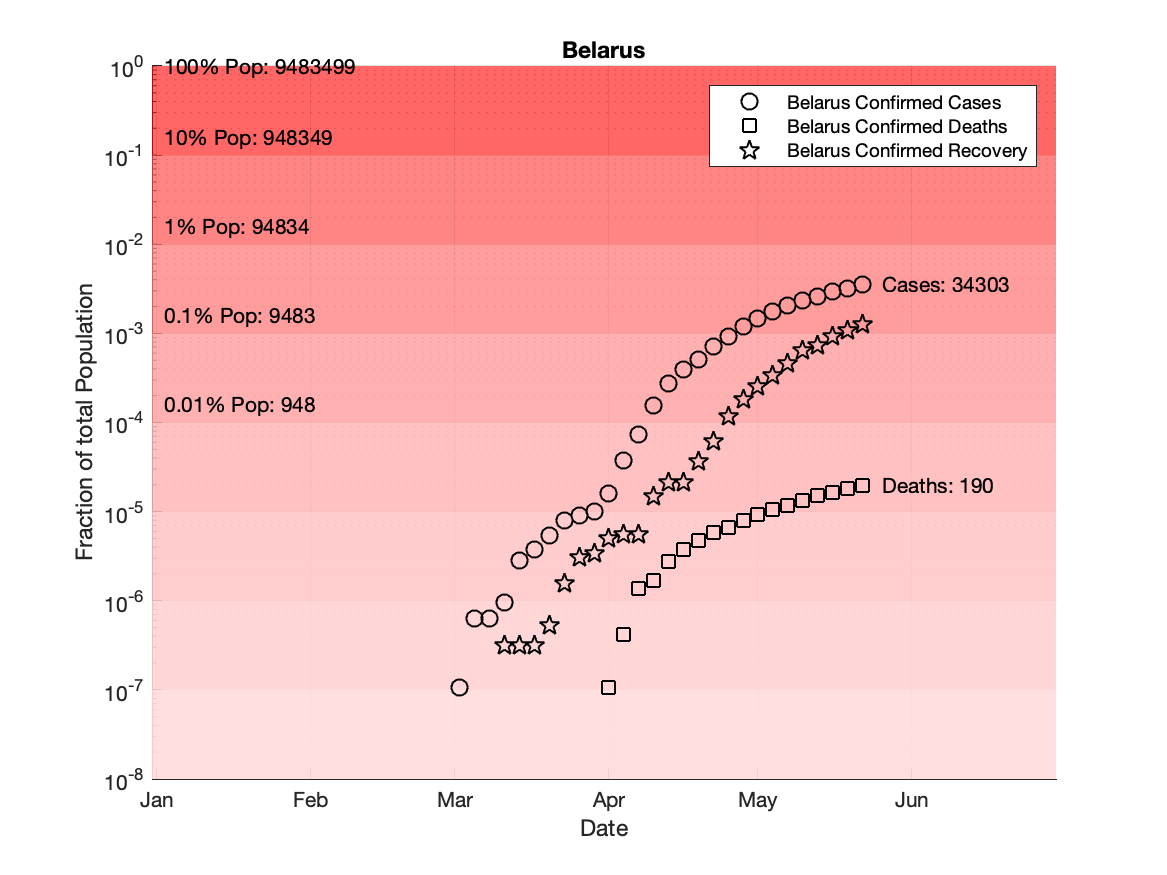 Belarus
10⁰
100% Pop: 9483499
Belarus Confirmed Cases
Belarus Confirmed Deaths
Belarus Confirmed Recovery
10% Pop: 948349
10⁻¹
1% Pop: 94834
10⁻²
Cases: 34303
0.1% Pop: 9483
10⁻³
0.01% Pop: 948
10⁻⁴
Deaths: 190
10⁻⁵
10⁻⁶
10⁻⁷
10⁻⁸
Fraction of total Population
Jan Feb Mar Apr May Jun
Date